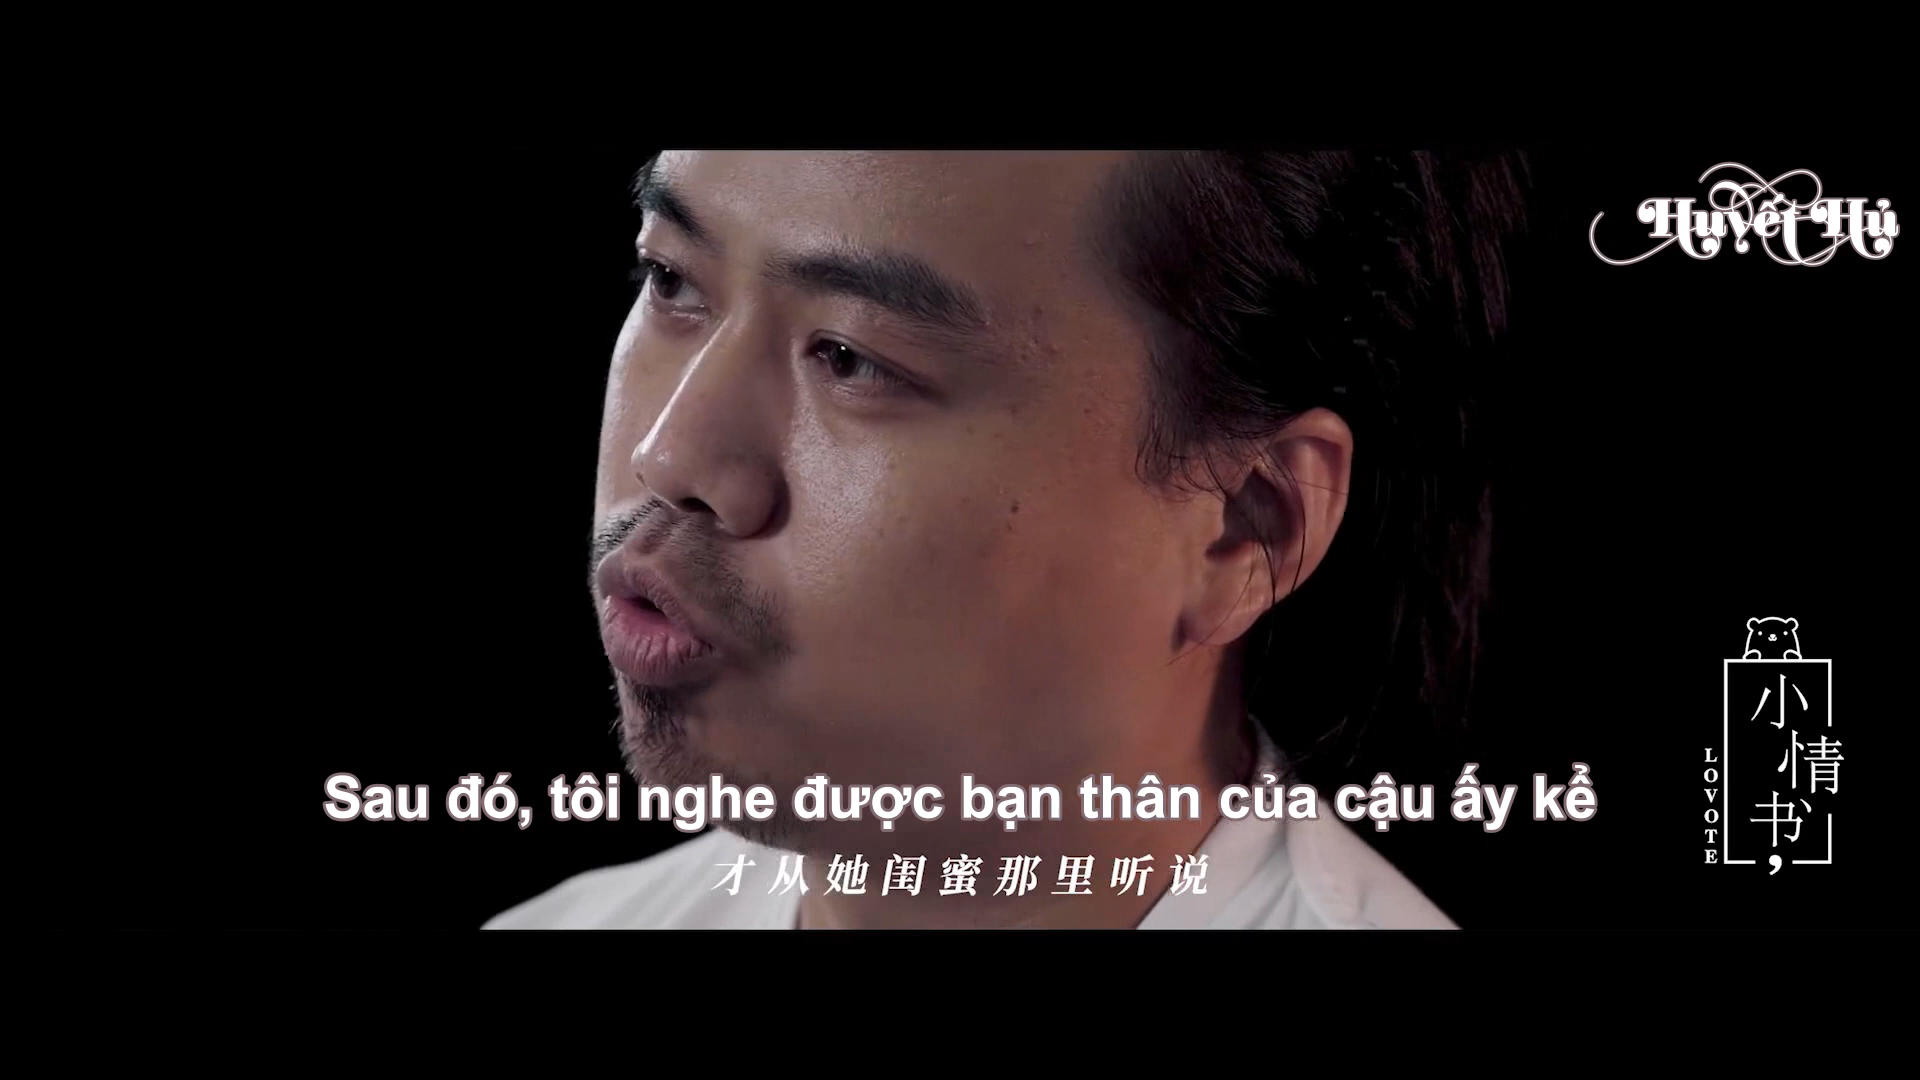 Huyết Hủ
Sau đó, tôi nghe được bạn thân của cậu ấy kể
才从她闺蜜那里听说
小情书,
LOVOTE